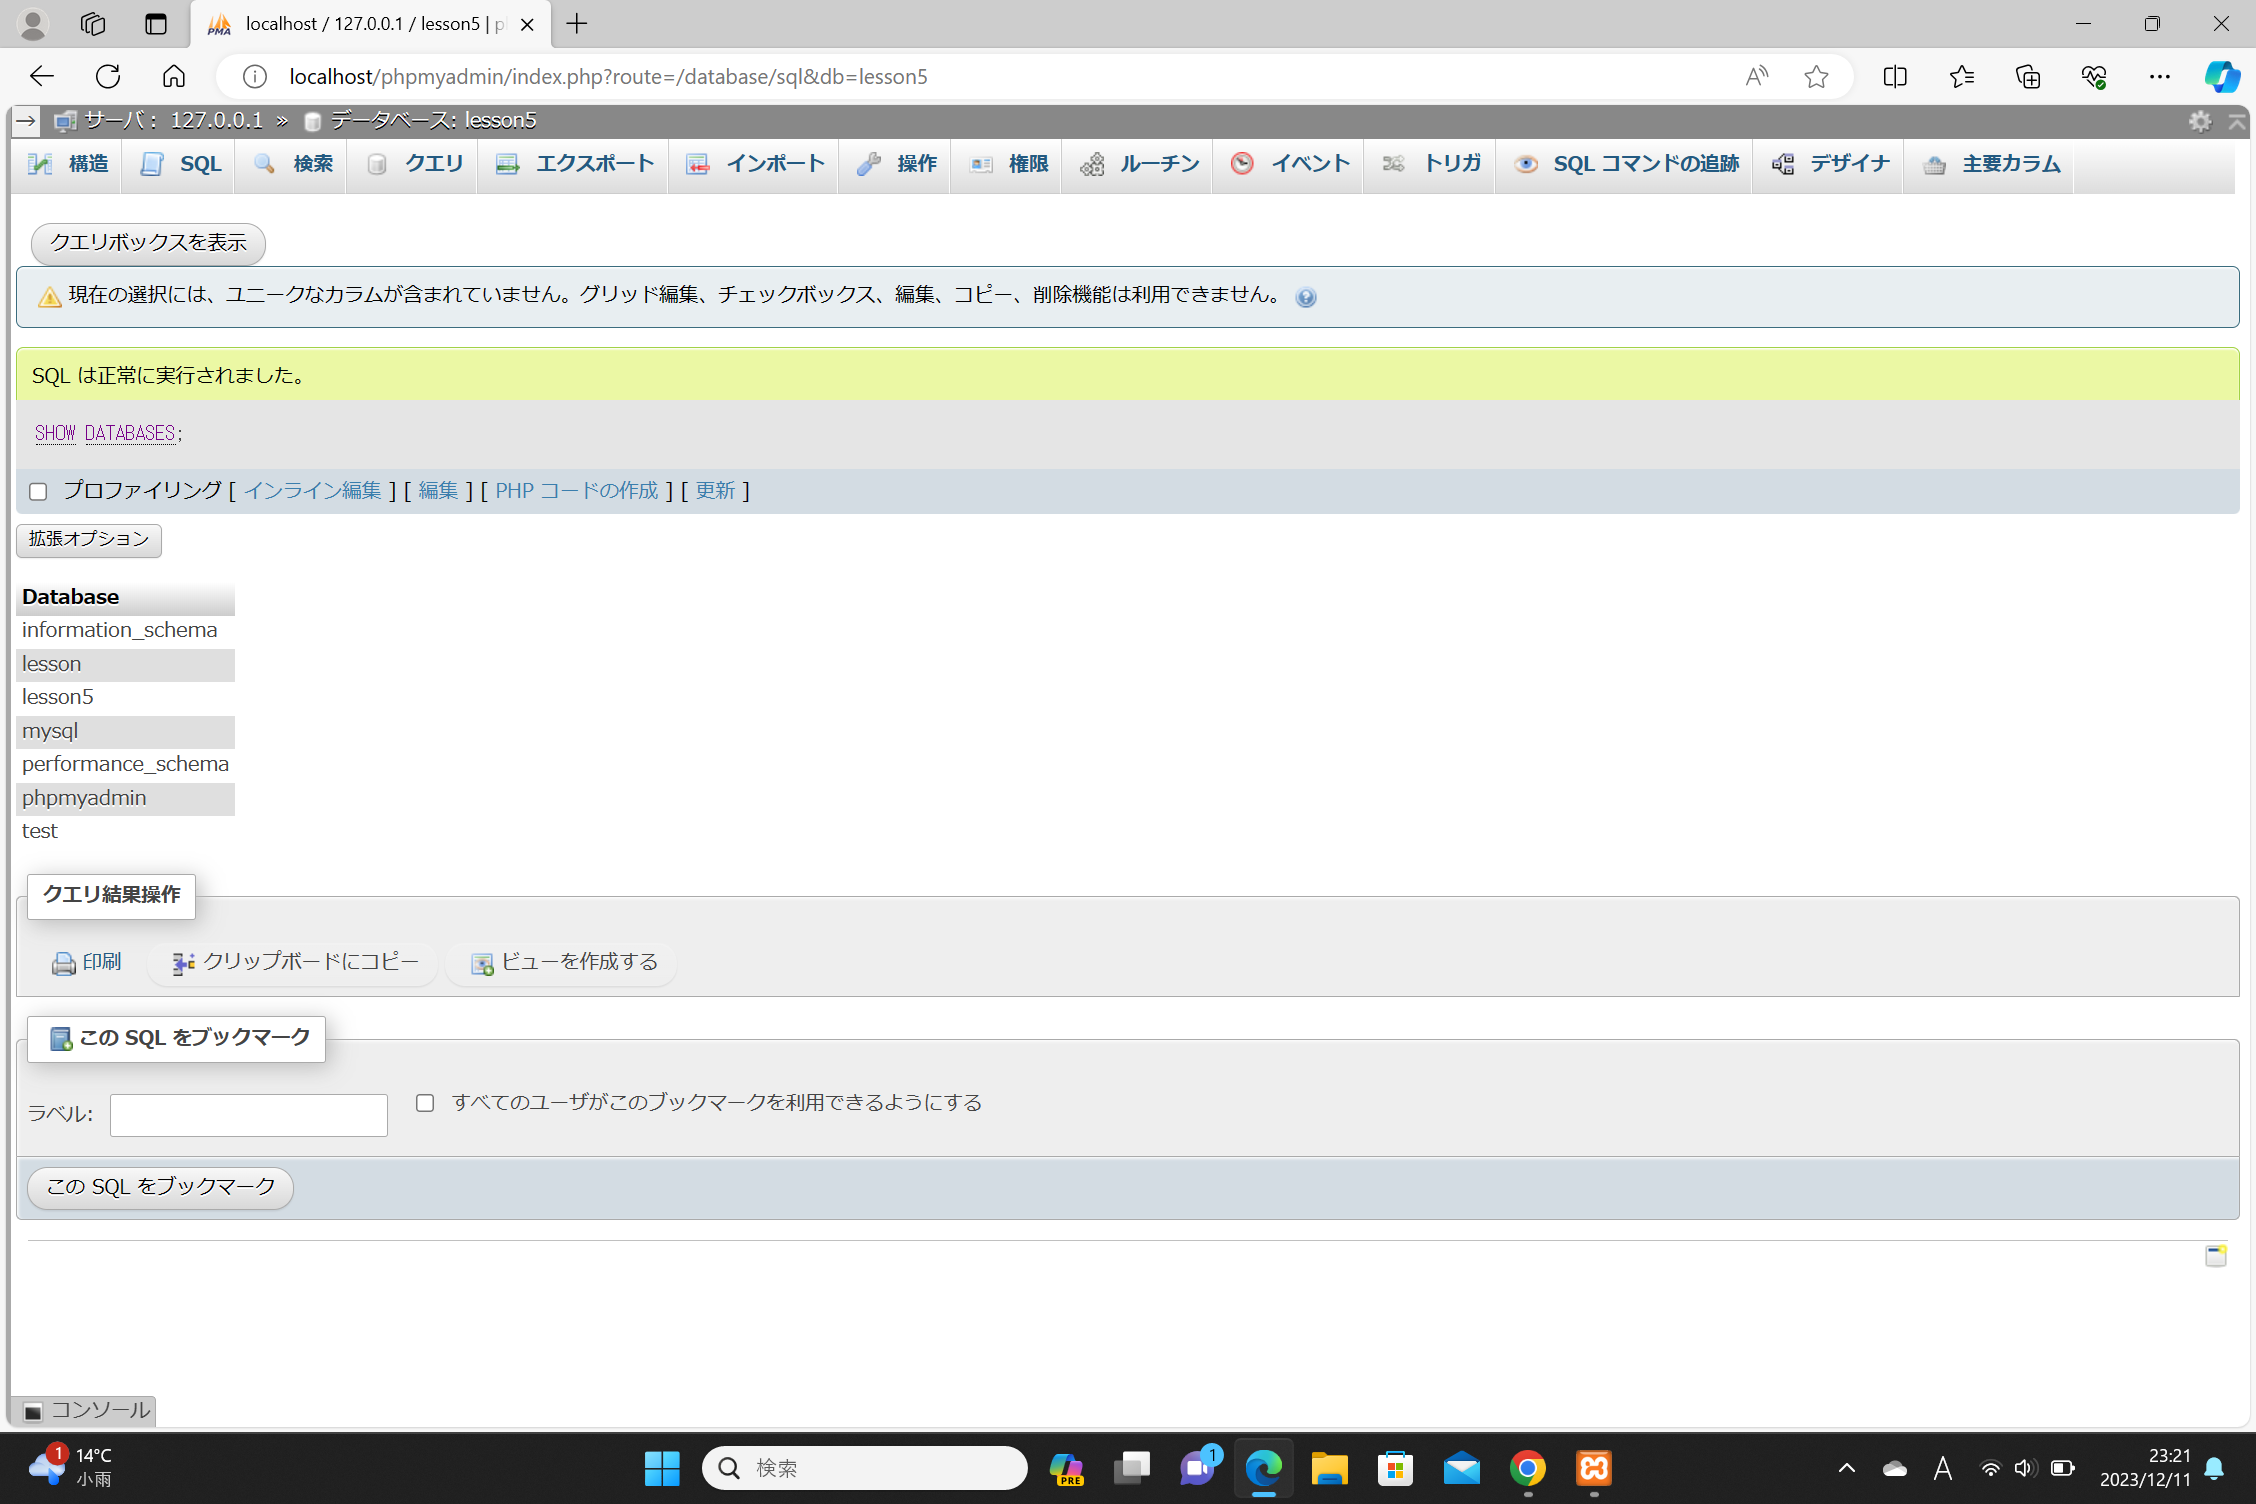 localhost / 127.0.0.1 / lesson5 | p
localhost/phpmyadmin/index.php?route=/database/sql&db=lesson5
サーバ： 127.0.0.1 » データベース: lesson5
構造 SQL 検索 クエリ エクスポート インポート 操作 権限 ルーチン イベント トリガ SQL コマンドの追跡 デザイナ 主要カラム
クエリボックスを表示
現在の選択には、ユニークなカラムが含まれていません。グリッド編集、チェックボックス、編集、コピー、削除機能は利用できません。
SQL は正常に実行されました。
SHOW DATABASES;
プロファイリング [ インライン編集 ] [ 編集 ] [ PHP コードの作成 ] [ 更新 ]
拡張オプション
Database
information_schema
lesson
lesson5
mysql
performance_schema
phpmyadmin
test
クエリ結果操作
印刷 クリップボードにコピー ビューを作成する
この SQL をブックマーク
ラベル: すべてのユーザがこのブックマークを利用できるようにする
この SQL をブックマーク
コンソール
1 14°C
小雨
検索
PRE
1
A
23:21
2023/12/11